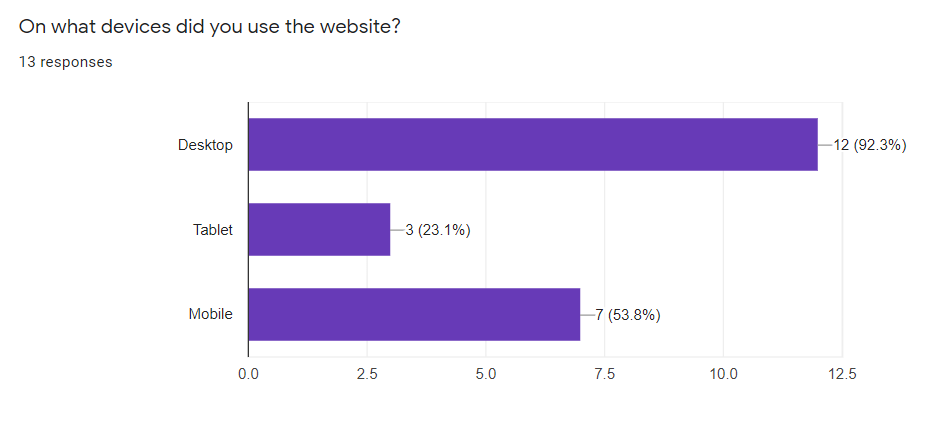 On what devices did you use the website?
13 responses
Desktop
12 (92.3%)
Tablet
3 (23.1%)
Mobile
7 (53.8%)
0.0
2.5
5.0
7.5
10.0
12.5